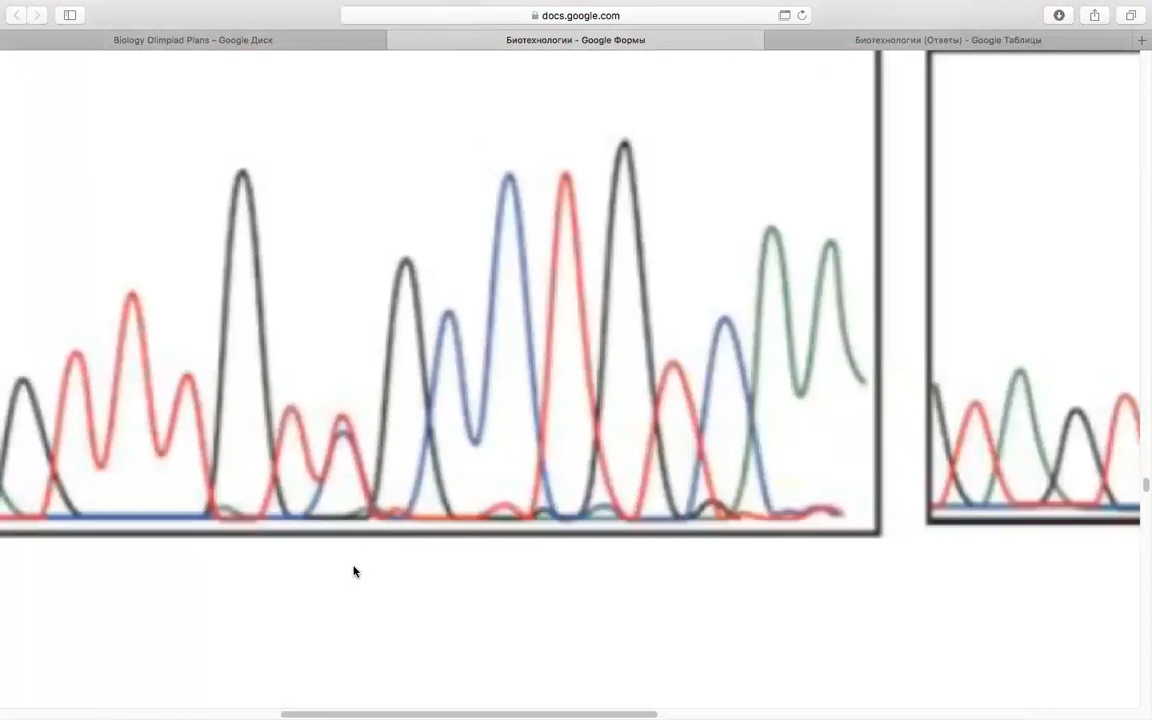 docs.google.com
Biology Olimpiad Plans – Google Диск
Биотехнологии - Google Формы
Биотехнологии (Ответы) - Google Таблицы